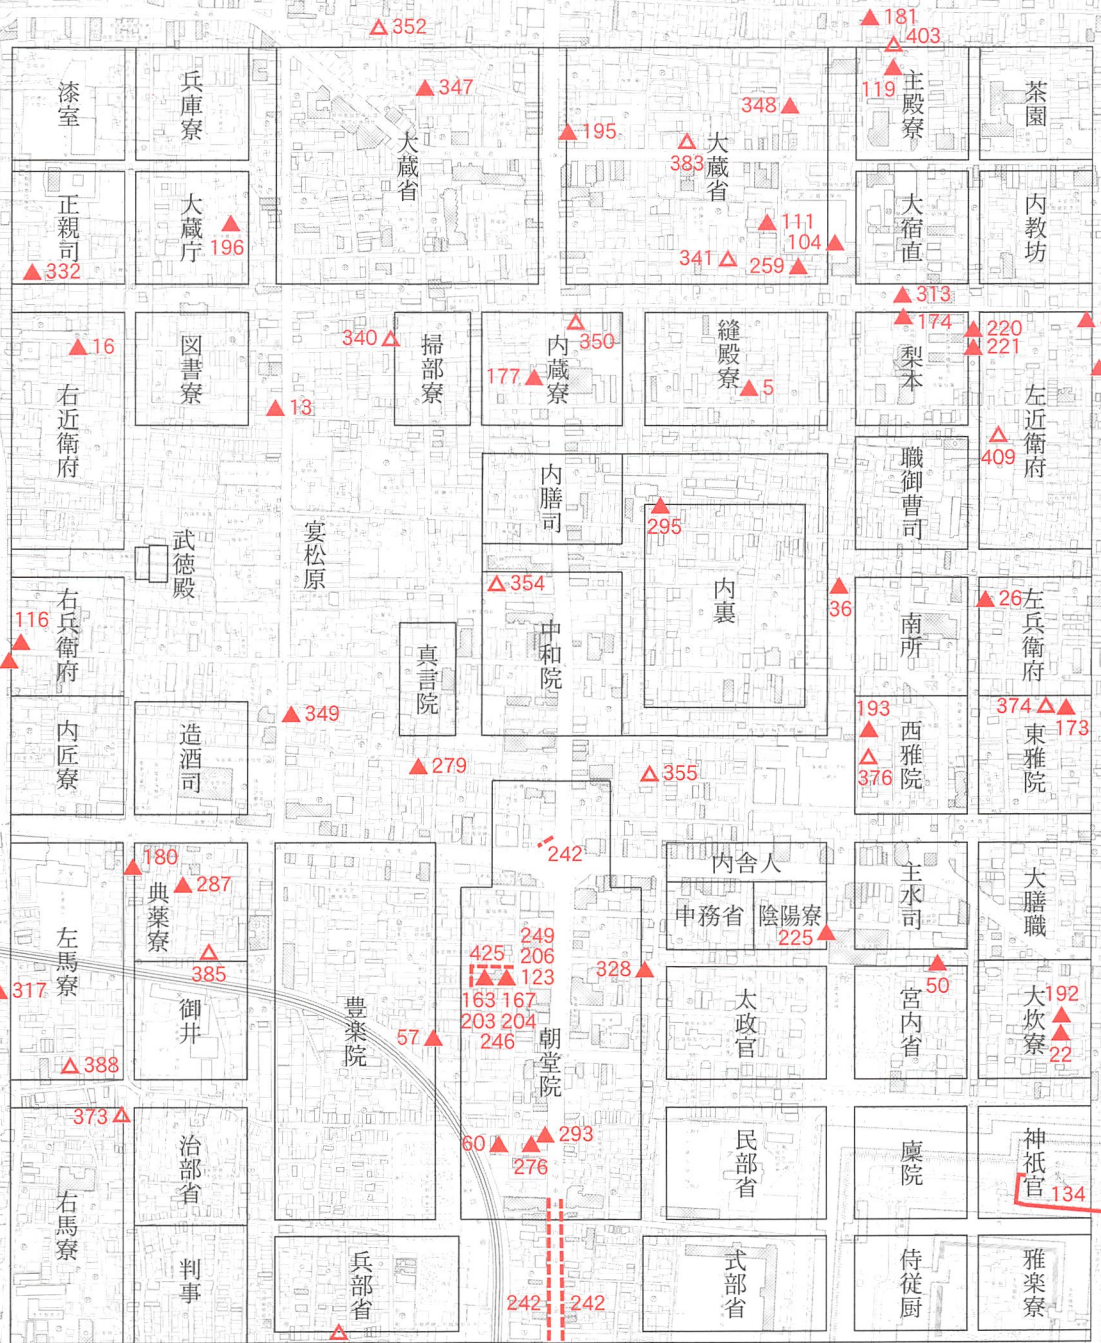 352
181
403
漆室
兵庫寮
347
大蔵省
195
348
383
大蔵省
119
主殿寮
茶園
正親司
332
大蔵庁
196
111
104
341
259
大宿直
内教坊
313
174
16
右近衛府
図書寮
13
340
掃部寮
内蔵寮
350
177
縫殿寮
5
梨本
220
221
左近衛府
409
内膳司
295
職御曹司
武徳殿
宴松原
354
中和院
内裏
36
南所
26
左兵衛府
116
右兵衛府
真言院
内匠寮
造酒司
349
279
355
193
西雅院
376
374
173
東雅院
242
180
典薬寮
287
385
左馬寮
317
388
御井
豊楽院
57
内舎人
中務省
陰陽寮
225
主水司
大膳職
249
425
206
123
163
167
203
204
246
朝堂院
328
太政官
50
宮内省
192
大炊寮
22
373
治部省
右馬寮
判事
60
276
293
民部省
廩院
神祇官
134
兵部省
242
242
式部省
侍従厨
雅楽寮